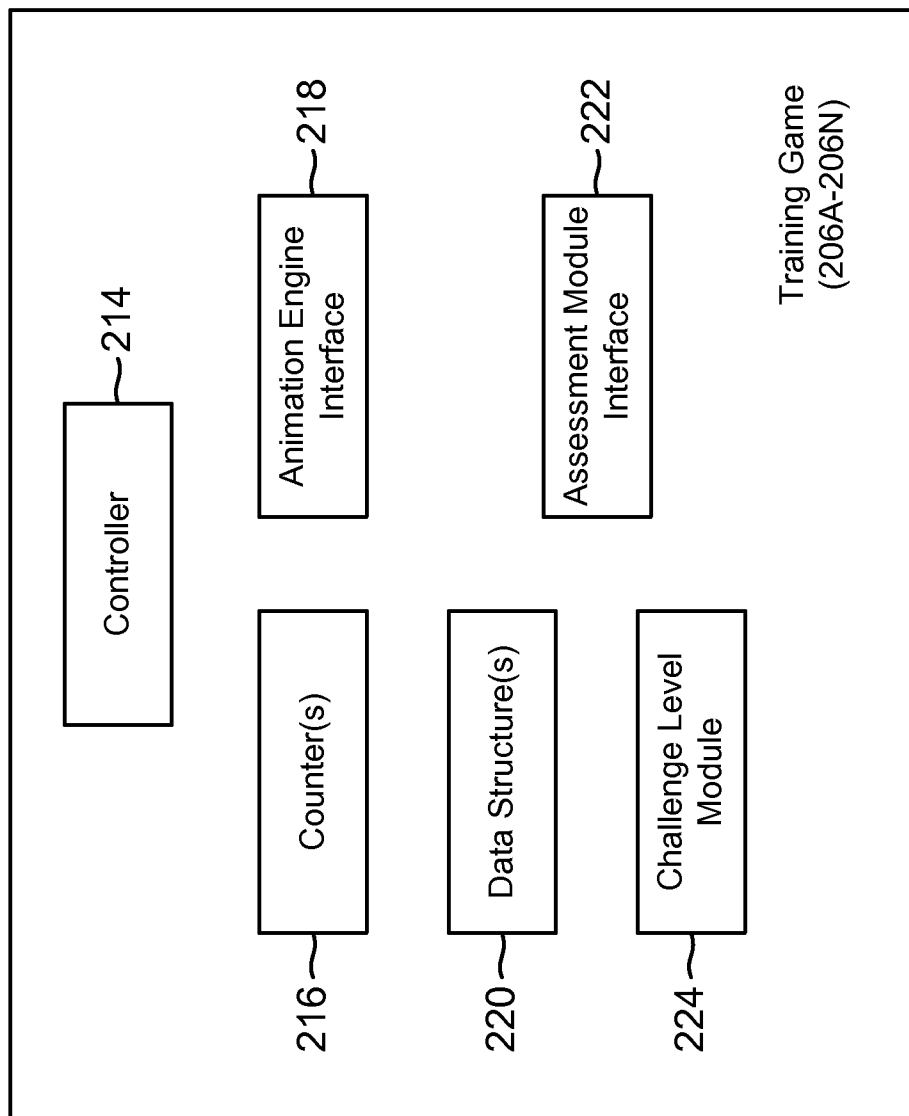 Controller
214
Counter(s)
216
Animation Engine
Interface
218
Data Structure(s)
220
Assessment Module
Interface
222
Challenge Level
Module
224
Training Game
(206A-206N)